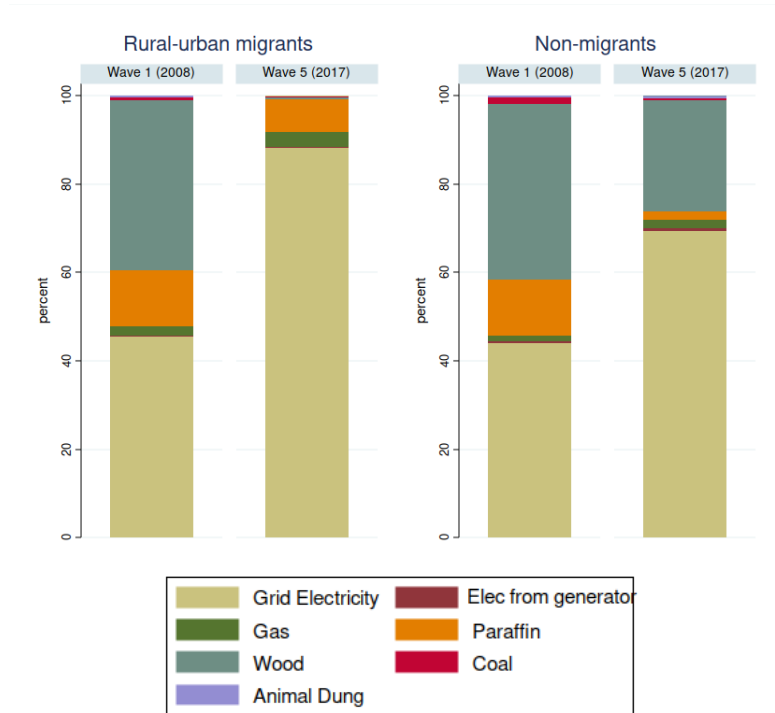 Rural-urban migrants
Non-migrants
Wave 1 (2008)
Wave 5 (2017)
Wave 1 (2008)
Wave 5 (2017)
percent
0
20
40
60
80
100
percent
0
20
40
60
80
100
Grid Electricity
Elec from generator
Gas
Paraffin
Wood
Coal
Animal Dung